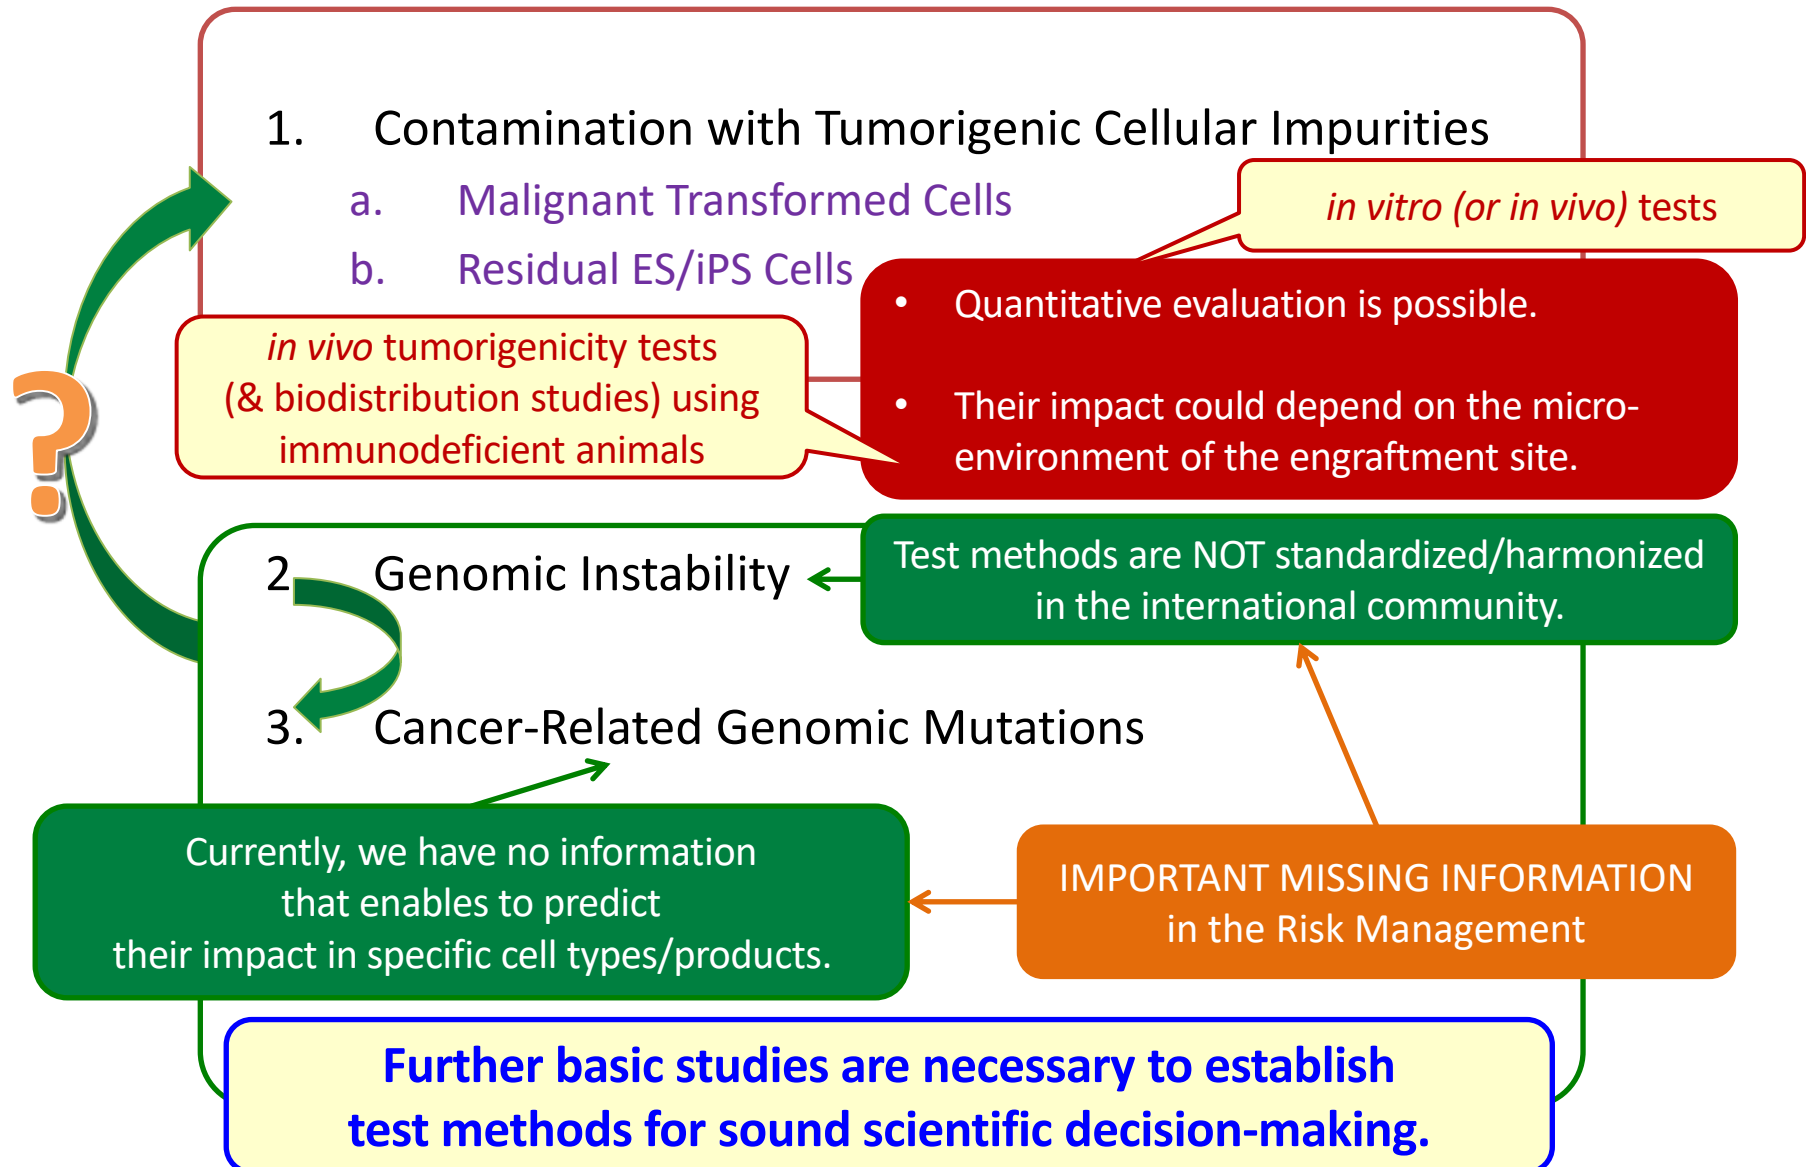 1. Contamination with Tumorigenic Cellular Impurities
a. Malignant Transformed Cells
in vitro (or in vivo) tests
b. Residual ES/iPS Cells
• Quantitative evaluation is possible.
• Their impact could depend on the micro-
environment of the engraftment site.
in vivo tumorigenicity tests
(& biodistribution studies) using
immunodeficient animals
?
2 Genomic Instability
Test methods are NOT standardized/harmonized
in the international community.
3. Cancer-Related Genomic Mutations
Currently, we have no information
that enables to predict
their impact in specific cell types/products.
IMPORTANT MISSING INFORMATION
in the Risk Management
Further basic studies are necessary to establish
test methods for sound scientific decision-making.